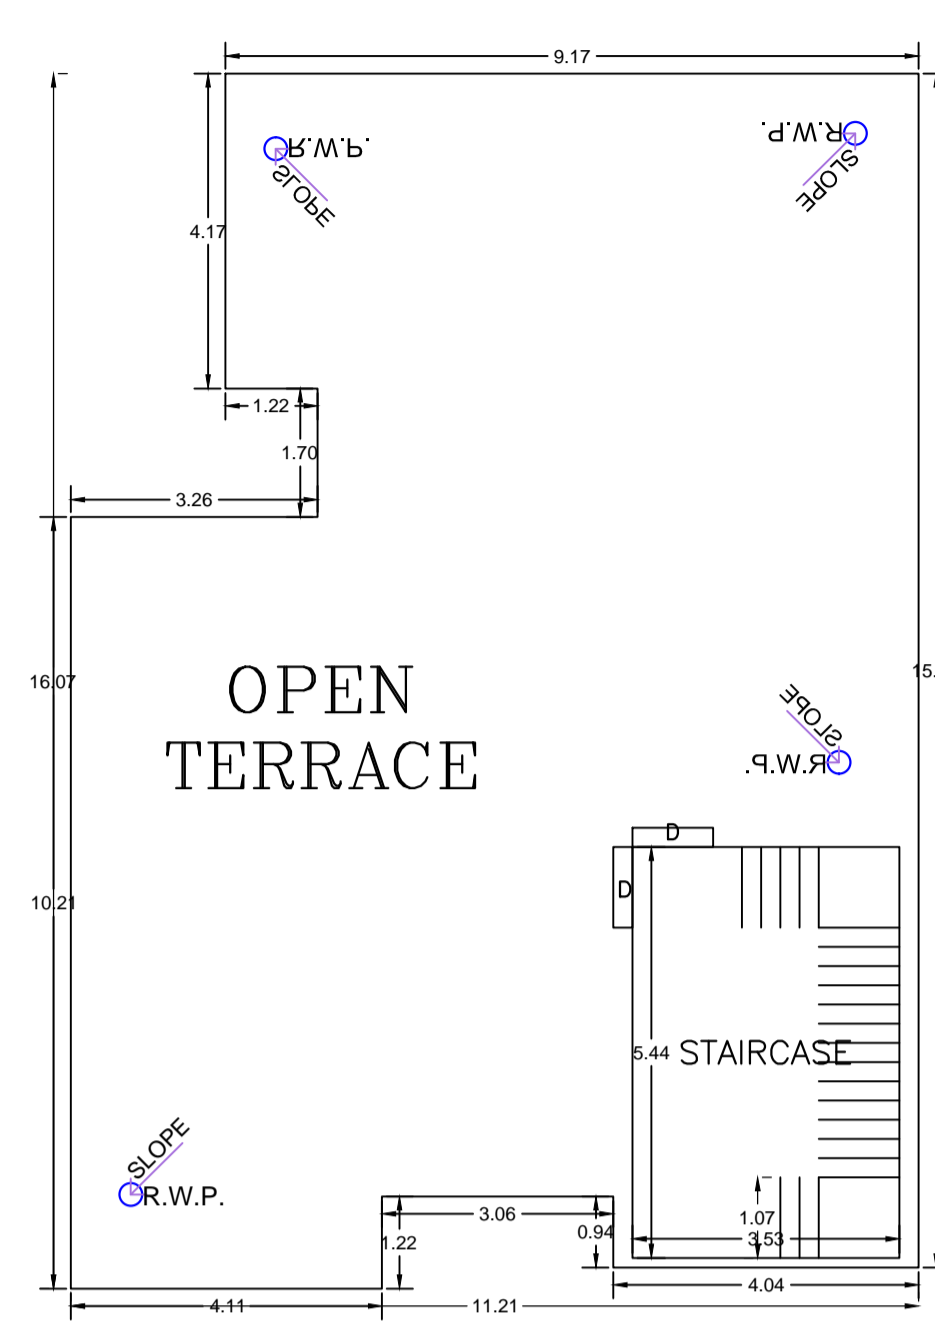 9.17
R.W.P.
R.W.P.
SLOPE
SLOPE
4.17
1.22
1.70
3.26
OPEN
TERRACE
16.07
15.
SLOPE
R.W.P.
D
D
10.21
5.44
STAIRCASE
SLOPE
R.W.P.
3.06
1.07
1.22
0.94
3.53
4.04
4.11
11.21